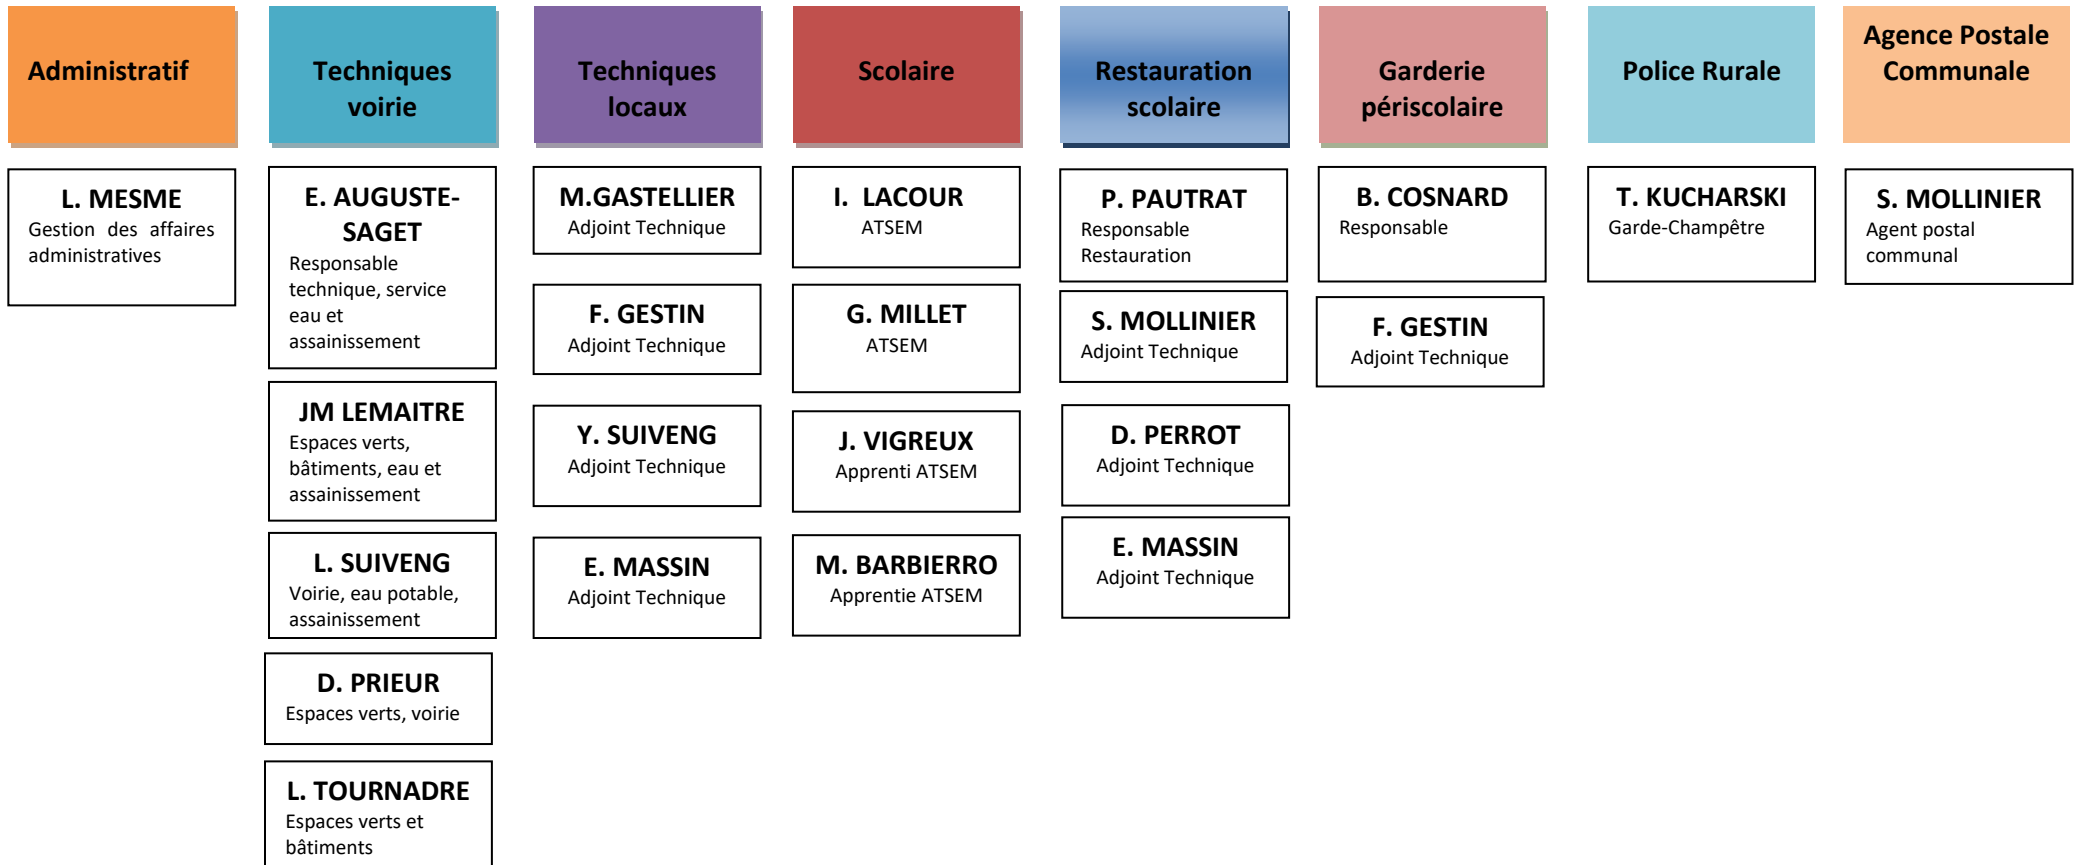 Administratif
Techniques
voirie
Techniques
locaux
Scolaire
Restauration
scolaire
Garderie
périscolaire
Police Rurale
Agence Postale
Communale
L. MESME
Gestion des affaires
administratives
E. AUGUSTE-
SAGET
Responsable
technique, service
eau et
assainissement
JM LEMAITRE
Espaces verts,
bâtiments, eau et
assainissement
L. SUIVENG
Voirie, eau potable,
assainissement
D. PRIEUR
Espaces verts, voirie
L. TOURNADRE
Espaces verts et
bâtiments
M.GASTELLIER
Adjoint Technique
F. GESTIN
Adjoint Technique
Y. SUIVENG
Adjoint Technique
E. MASSIN
Adjoint Technique
I. LACOUR
ATSEM
G. MILLET
ATSEM
J. VIGREUX
Apprenti ATSEM
M. BARBIERRO
Apprentie ATSEM
P. PAUTRAT
Responsable
Restauration
S. MOLLINIER
Adjoint Technique
D. PERROT
Adjoint Technique
E. MASSIN
Adjoint Technique
B. COSNARD
Responsable
F. GESTIN
Adjoint Technique
T. KUCHARSKI
Garde-Champêtre
S. MOLLINIER
Agent postal
communal